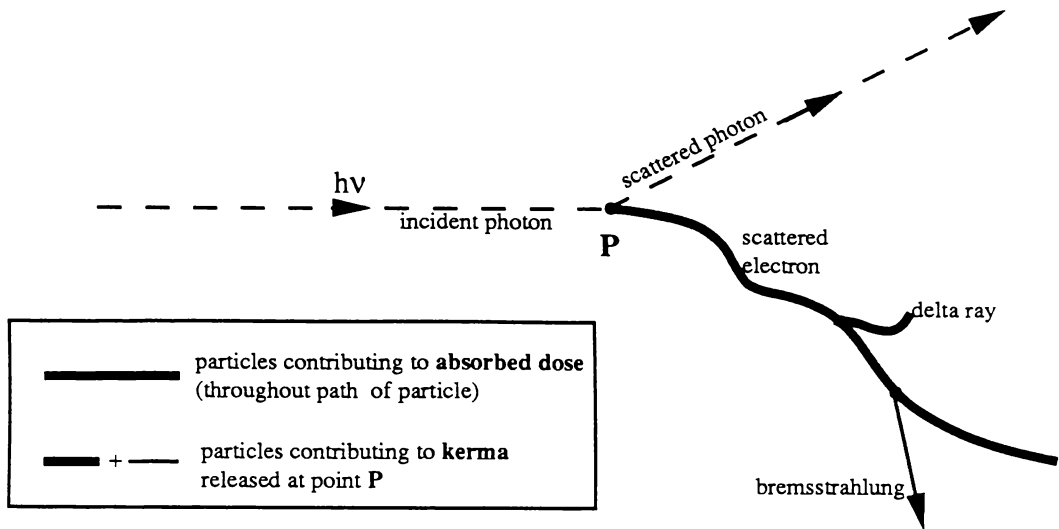 scattered photon
hν
incident photon
P
scattered
electron
delta ray
bremsstrahlung
particles contributing to absorbed dose
(throughout path of particle)
+ particles contributing to kerma
released at point P